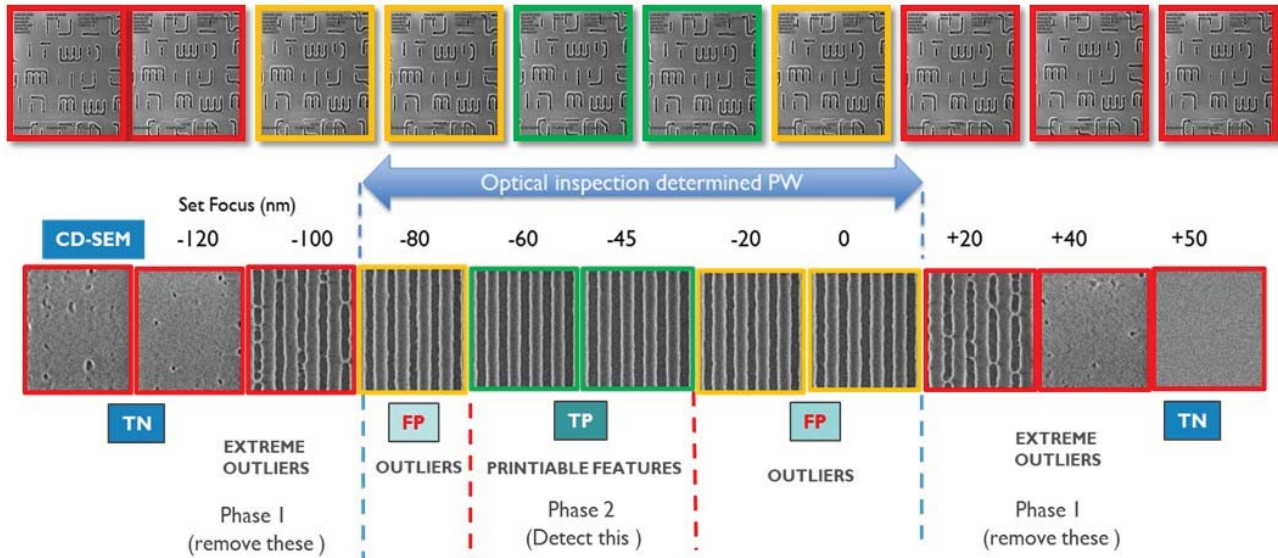 Optical inspection determined PW
Set Focus (nm)
CD-SEM -120 -100 -80 -60 -45 -20 0 +20 +40 +50
TN FP TP FP TN
EXTREME OUTLIERS PRINTIABLE FEATURES OUTLIERS EXTREME
OUTLIERS OUTLIERS
Phase 1 Phase 2 Phase 1
(remove these ) (Detect this ) (remove these )